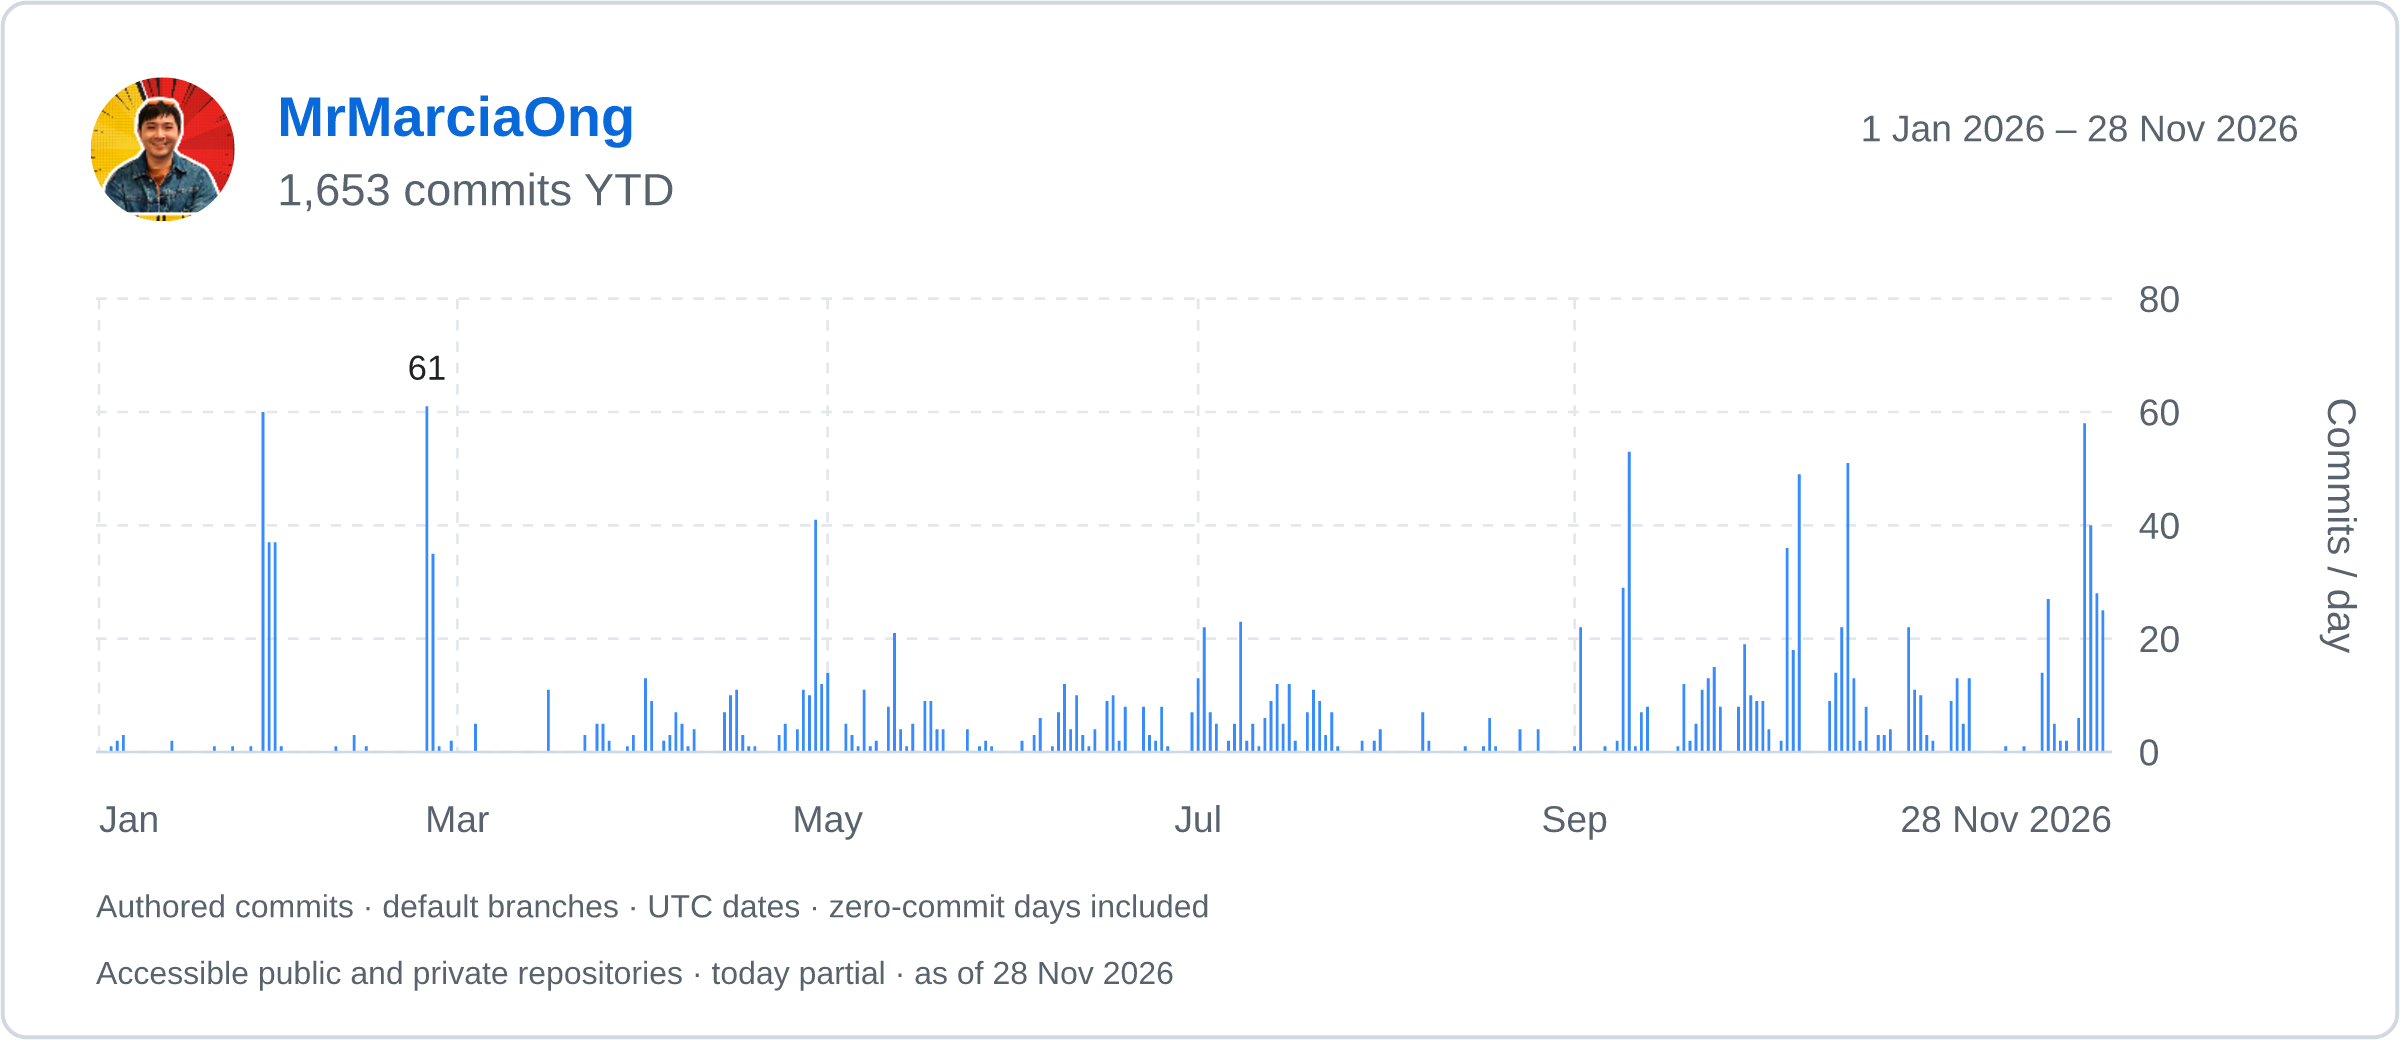 MrMarciaOng
1,653 commits YTD
1 Jan 2026 – 28 Nov 2026
80
61
60
40
20
0
Commits / day
Jan Mar May Jul Sep 28 Nov 2026
Authored commits · default branches · UTC dates · zero-commit days included
Accessible public and private repositories · today partial · as of 28 Nov 2026